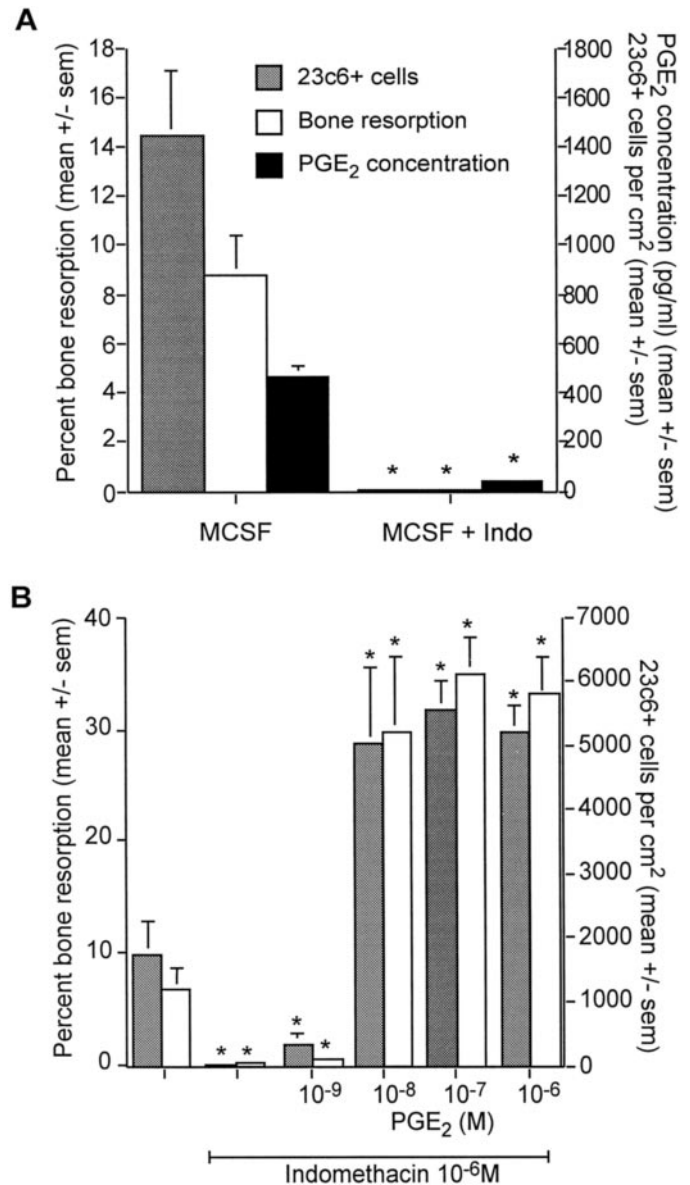 A
Percent bone resorption (mean +/- sem)
18
16
14
12
10
8
6
4
2
0
23c6+ cells
Bone resorption
PGE2 concentration
1800
1600
1400
1200
1000
800
600
400
200
0
PGE2 concentration (pg/ml) (mean +/- sem)
23c6+ cells per cm2 (mean +/- sem)
* * *
MCSF MCSF + Indo
B
Percent bone resorption (mean +/- sem)
40
30
20
10
0
* * * * * * * * * *
7000
6000
5000
4000
3000
2000
1000
0
23c6+ cells per cm2 (mean +/- sem)
10-9 10-8 10-7 10-6
PGE2 (M)
Indomethacin 10-6M